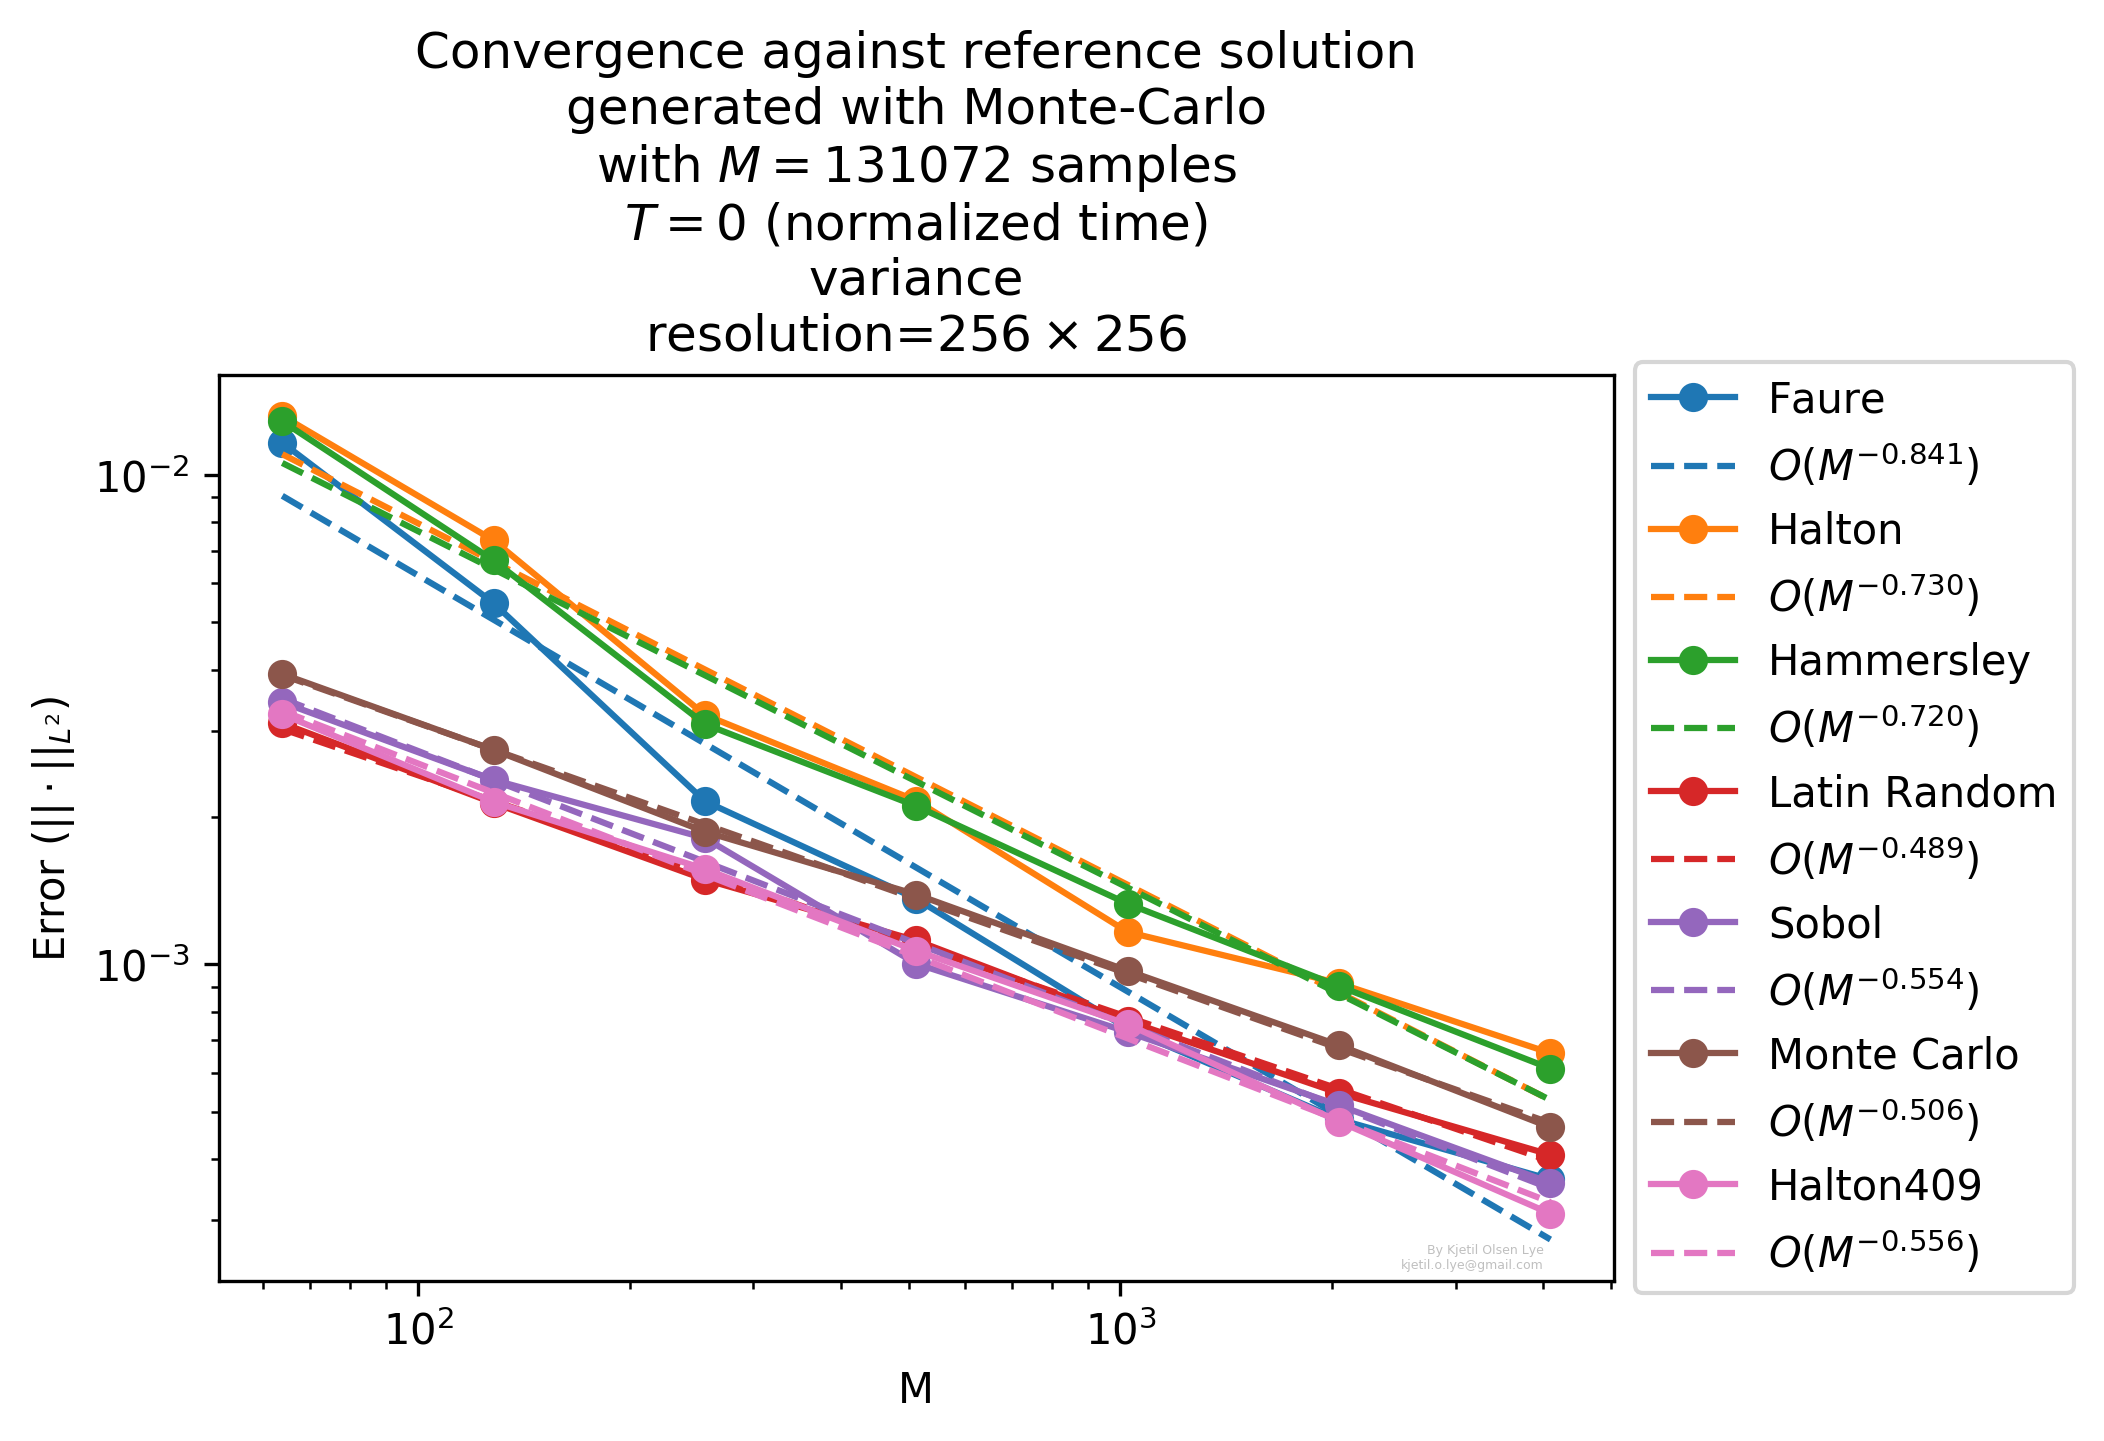 Convergence against reference solution
generated with Monte-Carlo
with M = 131072 samples
T = 0 (normalized time)
variance
resolution=256 × 256
Error (|| · ||_{L^2})
10^{-2}
10^{-3}
10^2
10^3
M
Faure
O(M^{-0.841})
Halton
O(M^{-0.730})
Hammersley
O(M^{-0.720})
Latin Random
O(M^{-0.489})
Sobol
O(M^{-0.554})
Monte Carlo
O(M^{-0.506})
Halton409
O(M^{-0.556})
By Kjetil Olsen Lye
kjetil.o.lye@gmail.com